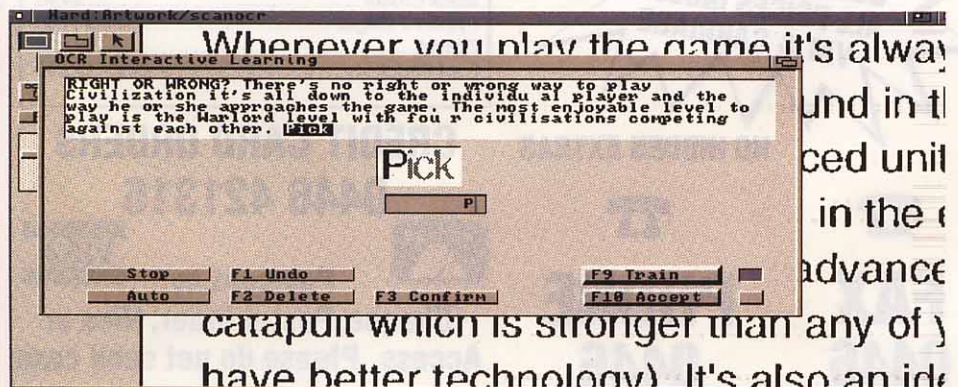 Hard:Artwork/scanocr
Whenever you play the game it's alway
OCR Interactive Learning
RIGHT OR WRONG? There's no right or wrong way to play
Civilization it's all down to the individu al player and the
way he or she approaches the game. The most enjoyable level to
play is the Warlord level with fou r civilisations competing
against each other. Pick
und in th
ced unit
Pick
P
in the e
Stop F1 Undo F9 Train
advance
Auto F2 Delete F3 Confirm F10 Accept
catapult which is stronger than any of y
have better technology). It's also an ide